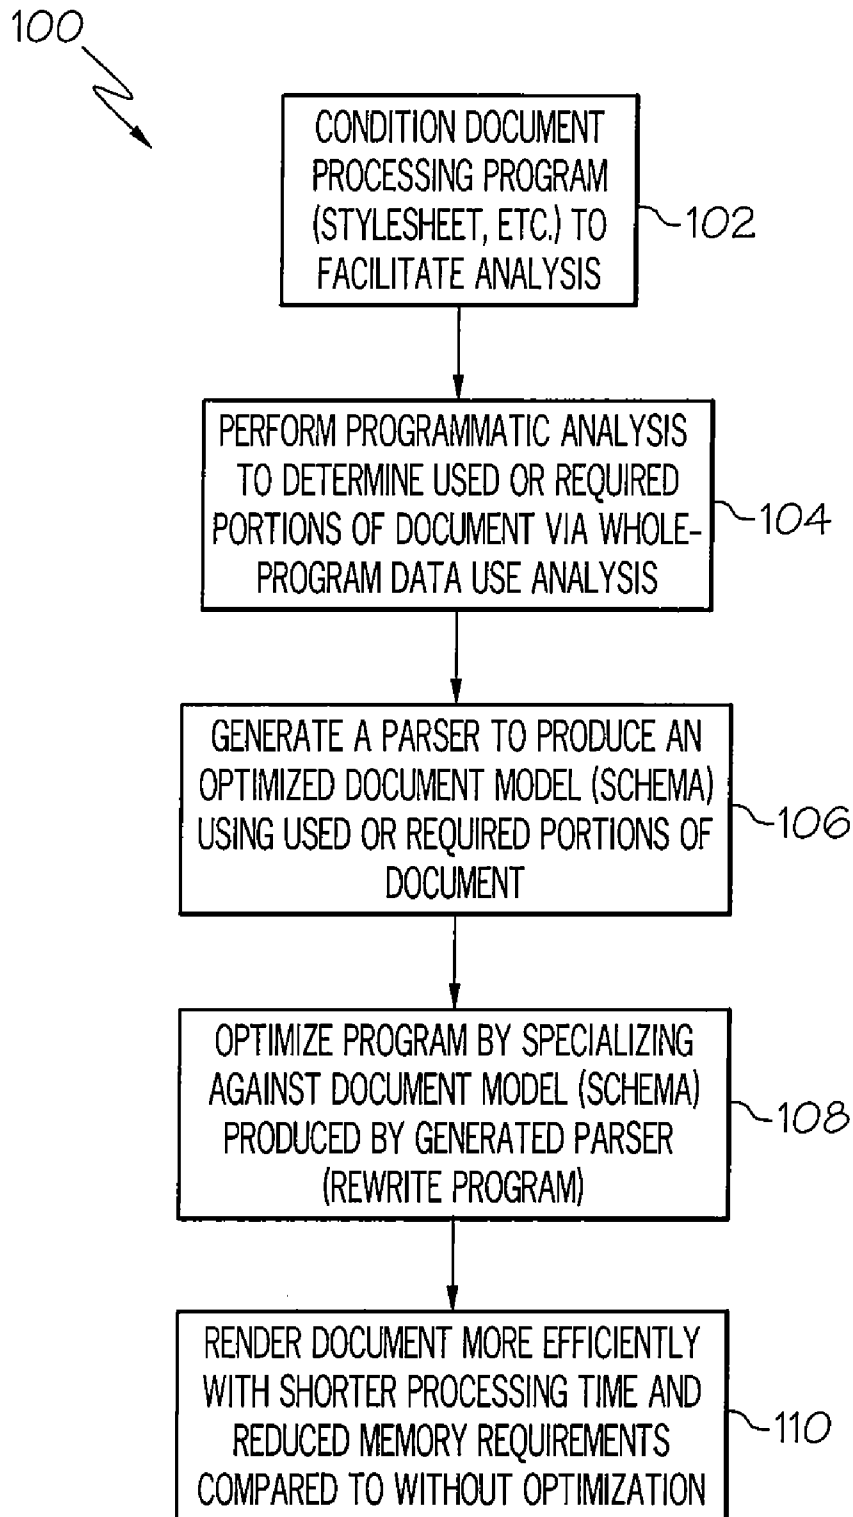 100
CONDITION DOCUMENT
PROCESSING PROGRAM
(STYLESHEET, ETC.) TO
FACILITATE ANALYSIS
102
PERFORM PROGRAMMATIC ANALYSIS
TO DETERMINE USED OR REQUIRED
PORTIONS OF DOCUMENT VIA WHOLE-
PROGRAM DATA USE ANALYSIS
104
GENERATE A PARSER TO PRODUCE AN
OPTIMIZED DOCUMENT MODEL (SCHEMA)
USING USED OR REQUIRED PORTIONS OF
DOCUMENT
106
OPTIMIZE PROGRAM BY SPECIALIZING
AGAINST DOCUMENT MODEL (SCHEMA)
PRODUCED BY GENERATED PARSER
(REWRITE PROGRAM)
108
RENDER DOCUMENT MORE EFFICIENTLY
WITH SHORTER PROCESSING TIME AND
REDUCED MEMORY REQUIREMENTS
COMPARED TO WITHOUT OPTIMIZATION
110